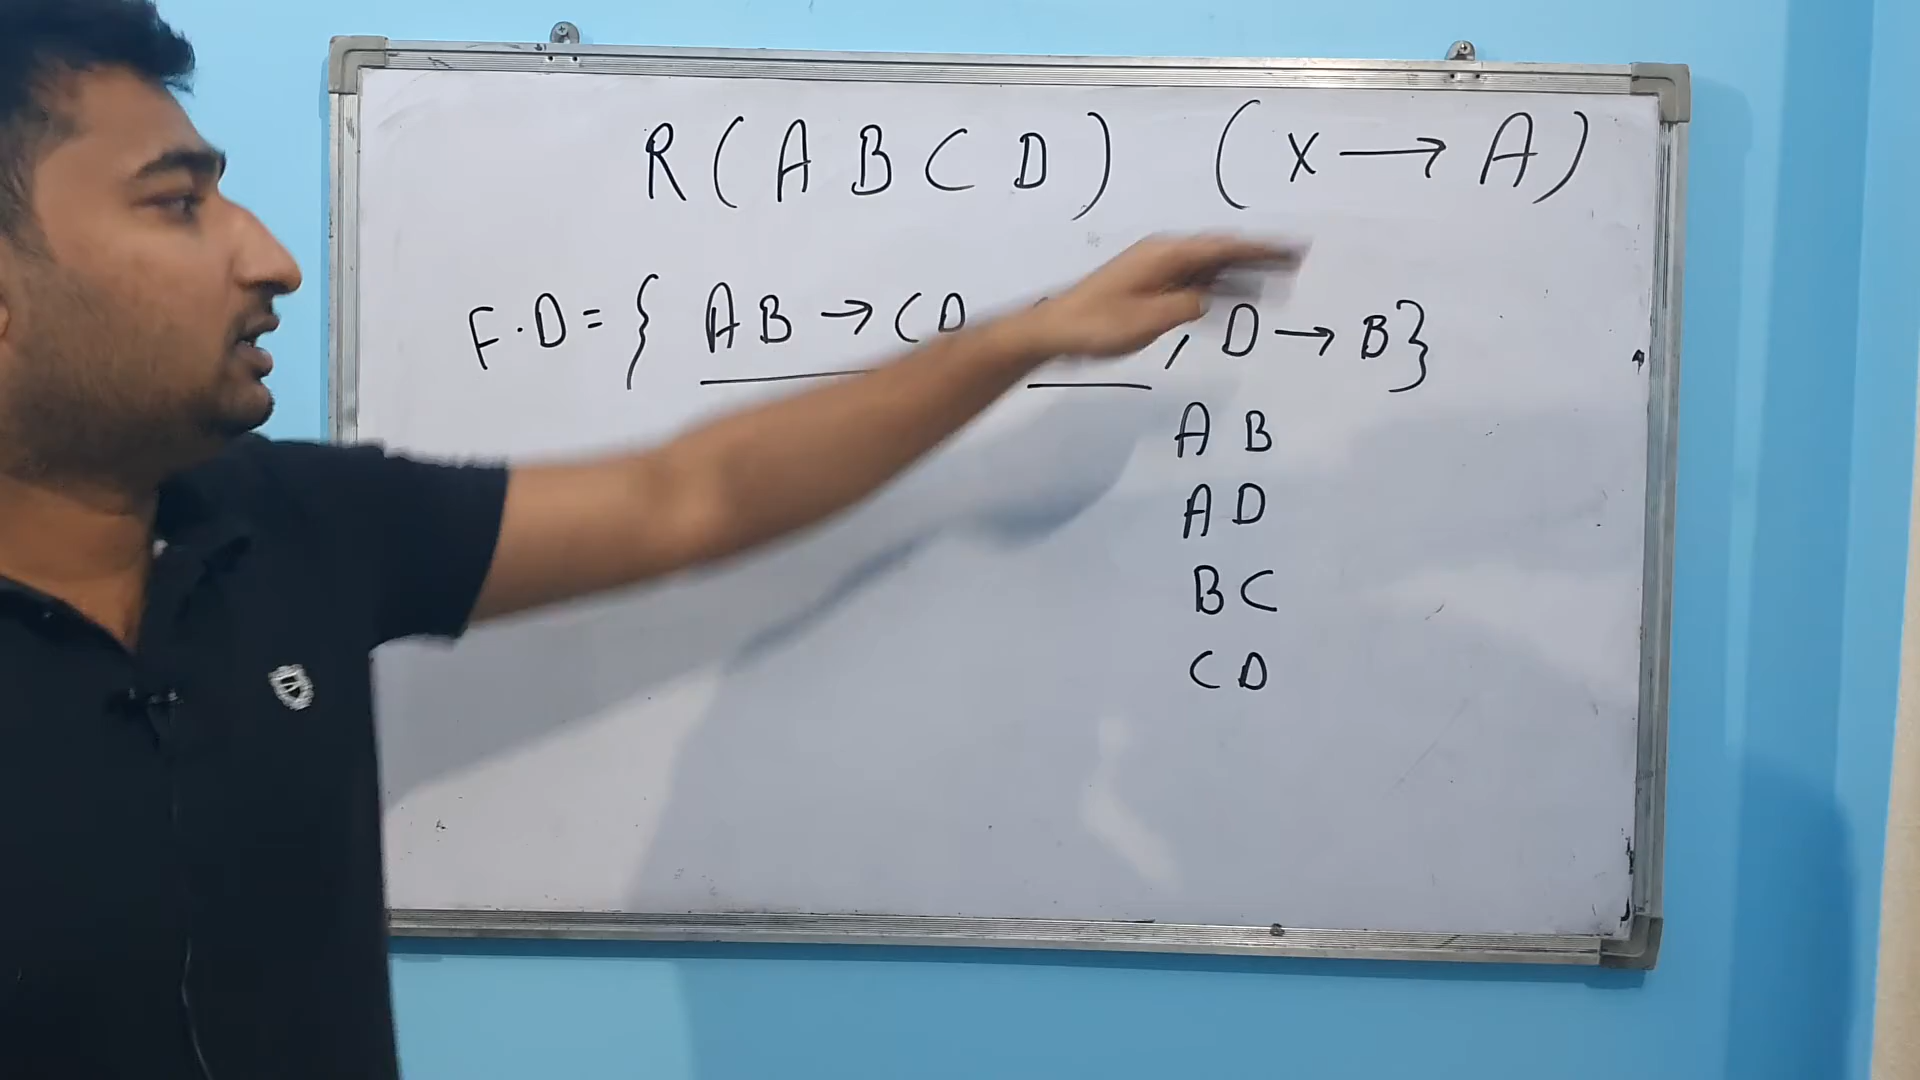 R ( A B C D ) ( X → A )
F.D = { AB → CD , D → B }
A B
A D
B C
C D